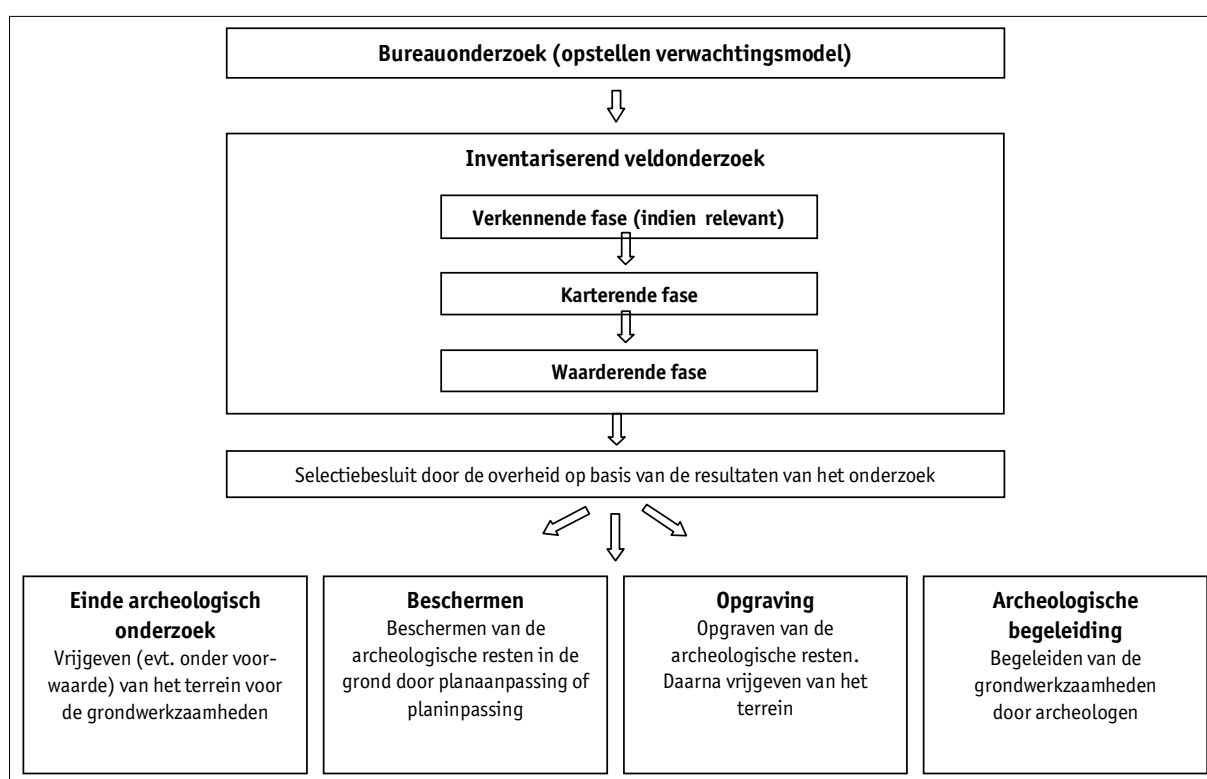 Bureauonderzoek (opstellen verwachtingsmodel)
Inventariserend veldonderzoek
Verkennende fase (indien relevant)
Karterende fase
Waarderende fase
Selectiebesluit door de overheid op basis van de resultaten van het onderzoek
Einde archeologisch
onderzoek
Vrijgeven (evt. onder voor-
waarde) van het terrein voor
de grondwerkzaamheden
Beschermen
Beschermen van de
archeologische resten in de
grond door planaanpassing of
planinpassing
Opgraving
Opgraven van de
archeologische resten.
Daarna vrijgeven van het
terrein
Archeologische
begeleiding
Begeleiden van de
grondwerkzaamheden
door archeologen